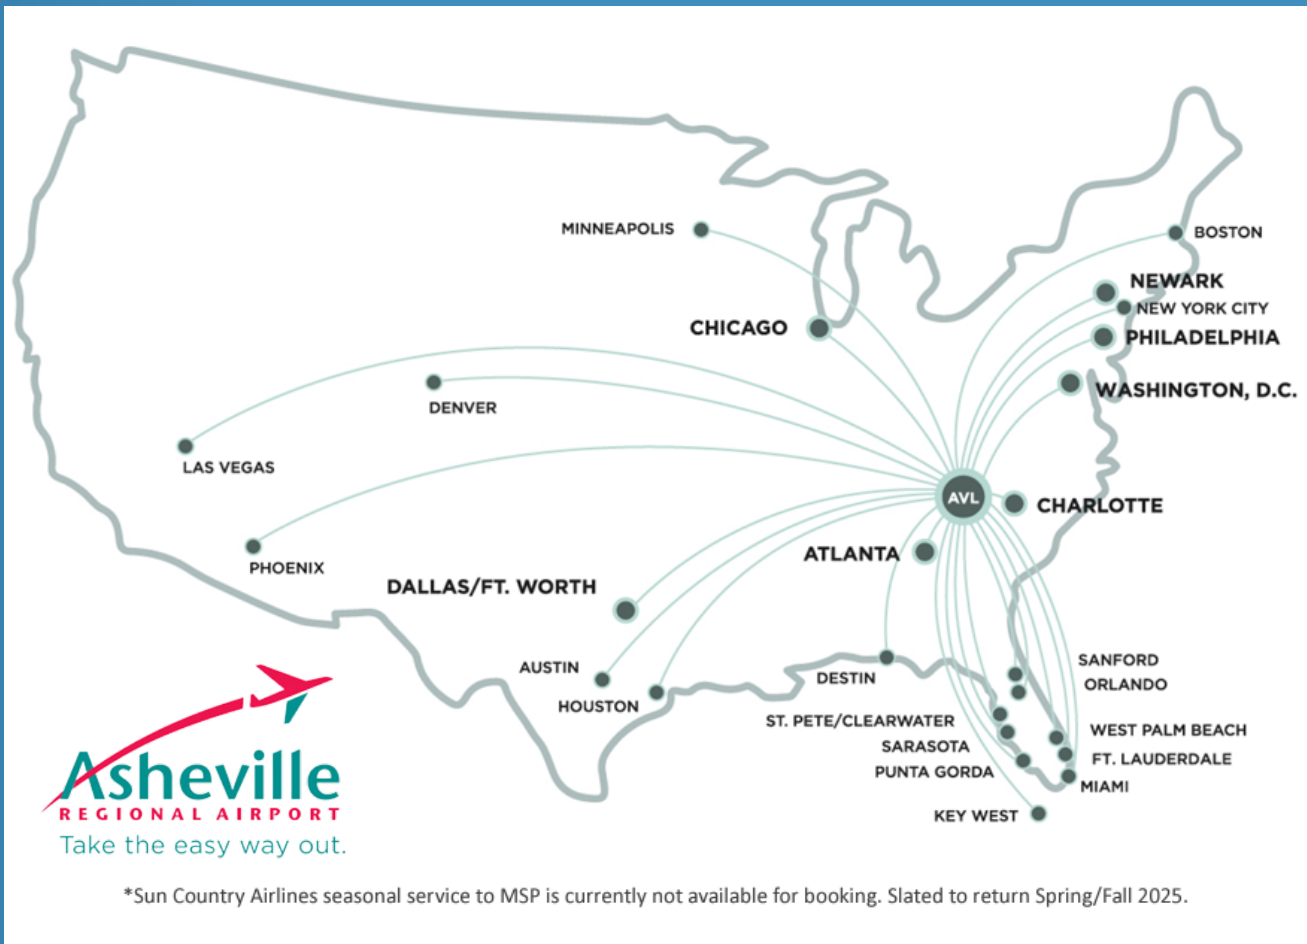 MINNEAPOLIS
BOSTON
NEWARK
NEW YORK CITY
CHICAGO
PHILADELPHIA
WASHINGTON, D.C.
DENVER
LAS VEGAS
AVL
CHARLOTTE
ATLANTA
PHOENIX
DALLAS/FT. WORTH
AUSTIN
HOUSTON
DESTIN
SANFORD
ORLANDO
ST. PETE/CLEARWATER
SARASOTA
PUNTA GORDA
WEST PALM BEACH
FT. LAUDERDALE
MIAMI
KEY WEST
Asheville
REGIONAL AIRPORT
Take the easy way out.
*Sun Country Airlines seasonal service to MSP is currently not available for booking. Slated to return Spring/Fall 2025.